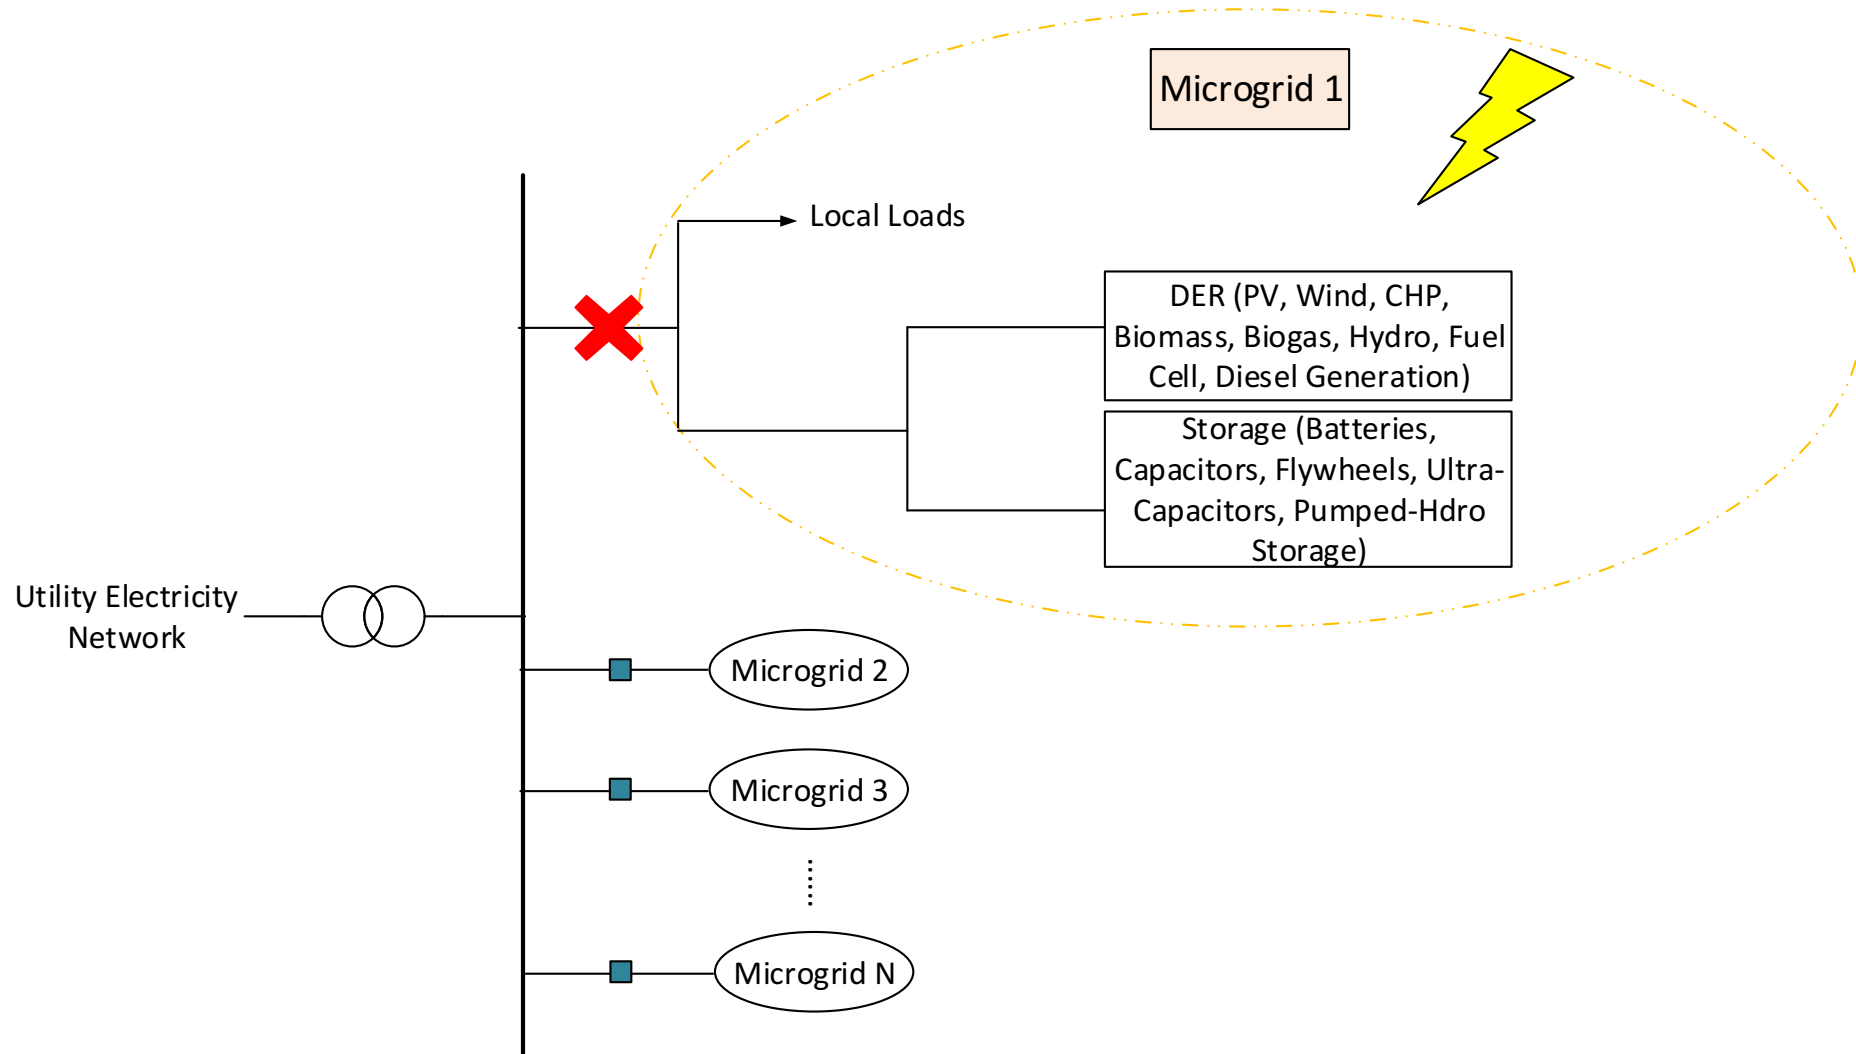 Microgrid 1
Local Loads
DER (PV, Wind, CHP,
Biomass, Biogas, Hydro, Fuel
Cell, Diesel Generation)
Storage (Batteries,
Capacitors, Flywheels, Ultra-
Capacitors, Pumped-Hdro
Storage)
Utility Electricity
Network
Microgrid 2
Microgrid 3
Microgrid N